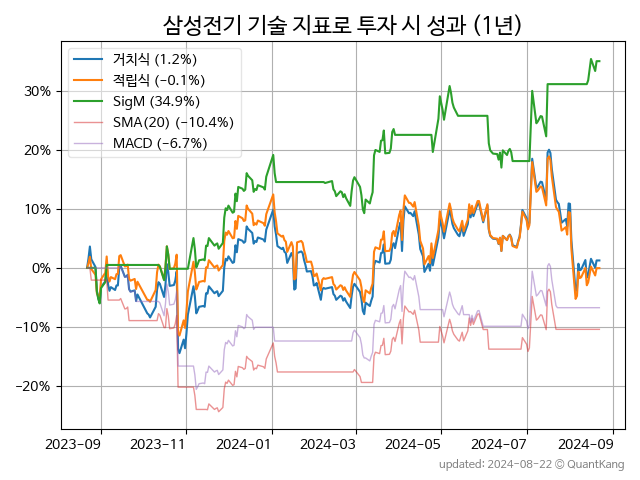 삼성전기 기술 지표로 투자 시 성과 (1년)
거치식 (1.2%)
적립식 (−0.1%)
SigM (34.9%)
SMA(20) (−10.4%)
MACD (−6.7%)
30%
20%
10%
0%
−10%
−20%
2023-09 2023-11 2024-01 2024-03 2024-05 2024-07 2024-09
updated: 2024-08-22 © QuantKang